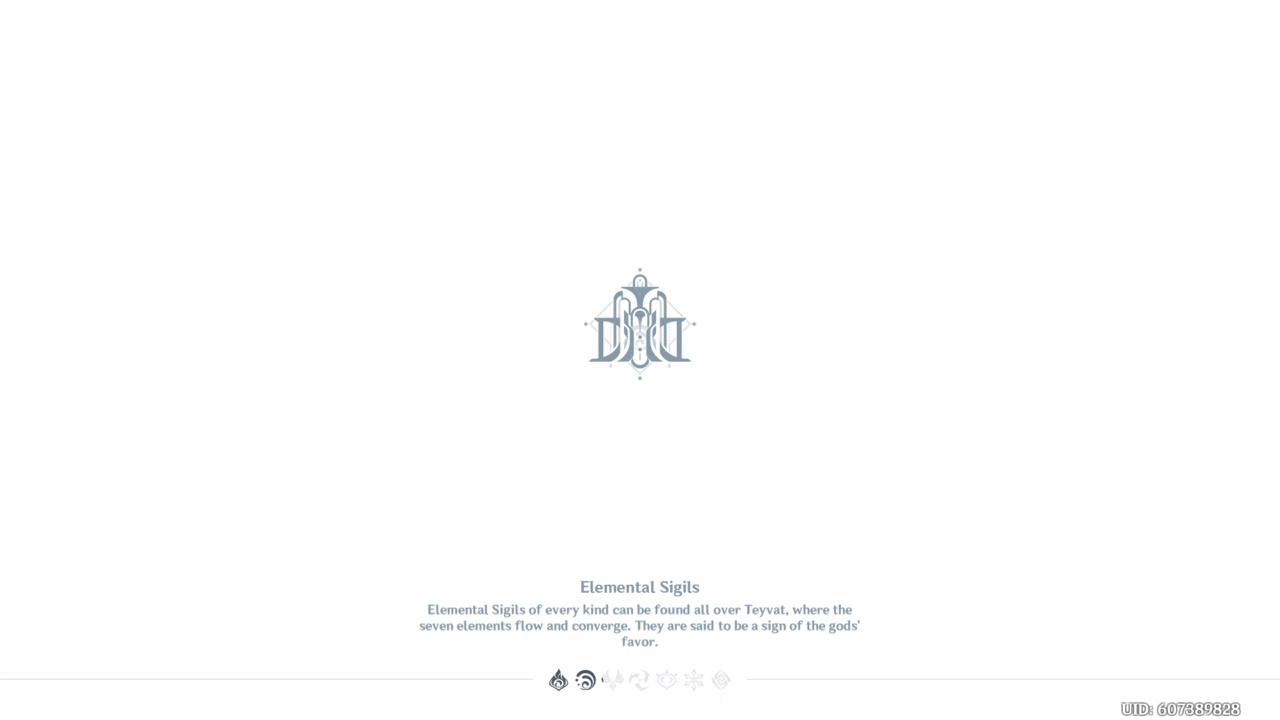 Elemental Sigils
Elemental Sigils of every kind can be found all over Teyvat, where the
seven elements flow and converge. They are said to be a sign of the gods'
favor.
UID: 607389828